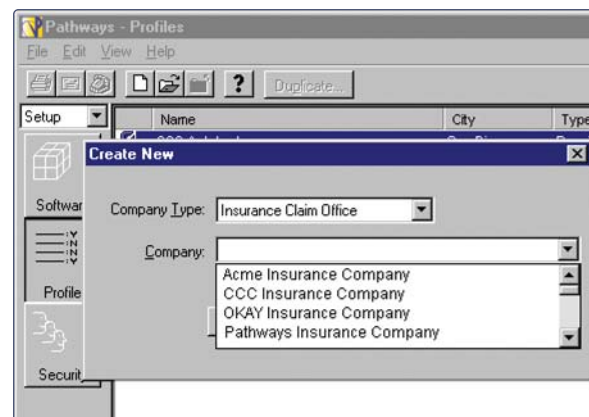 Pathways - Profiles
File Edit View Help
Duplicate...
Setup
Name City Type
Create New
Softwar
Company Type: Insurance Claim Office
Company:
Acme Insurance Company
CCC Insurance Company
OKAY Insurance Company
Pathways Insurance Company
Profile
Securit